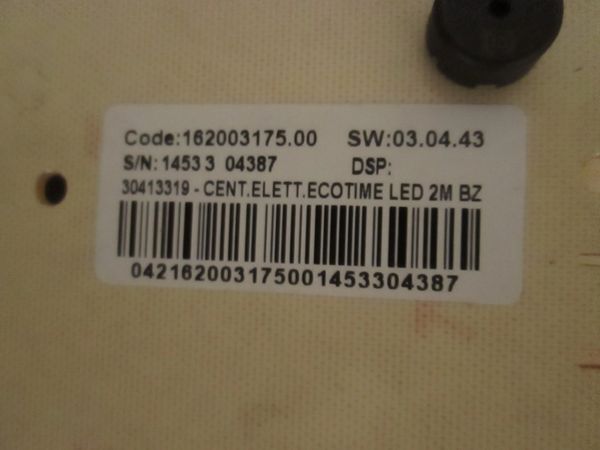 Code:162003175.00 SW:03.04.43
S/N: 1453 3 04387 DSP:
30413319 - CENT.ELETT.ECOTIME LED 2M BZ
042162003175001453304387